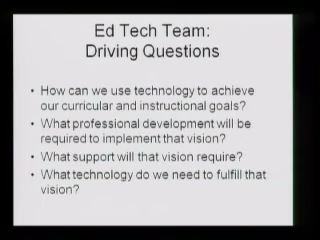 Ed Tech Team:
Driving Questions
• How can we use technology to achieve
our curricular and instructional goals?
• What professional development will be
required to implement that vision?
• What support will that vision require?
• What technology do we need to fulfill that
vision?